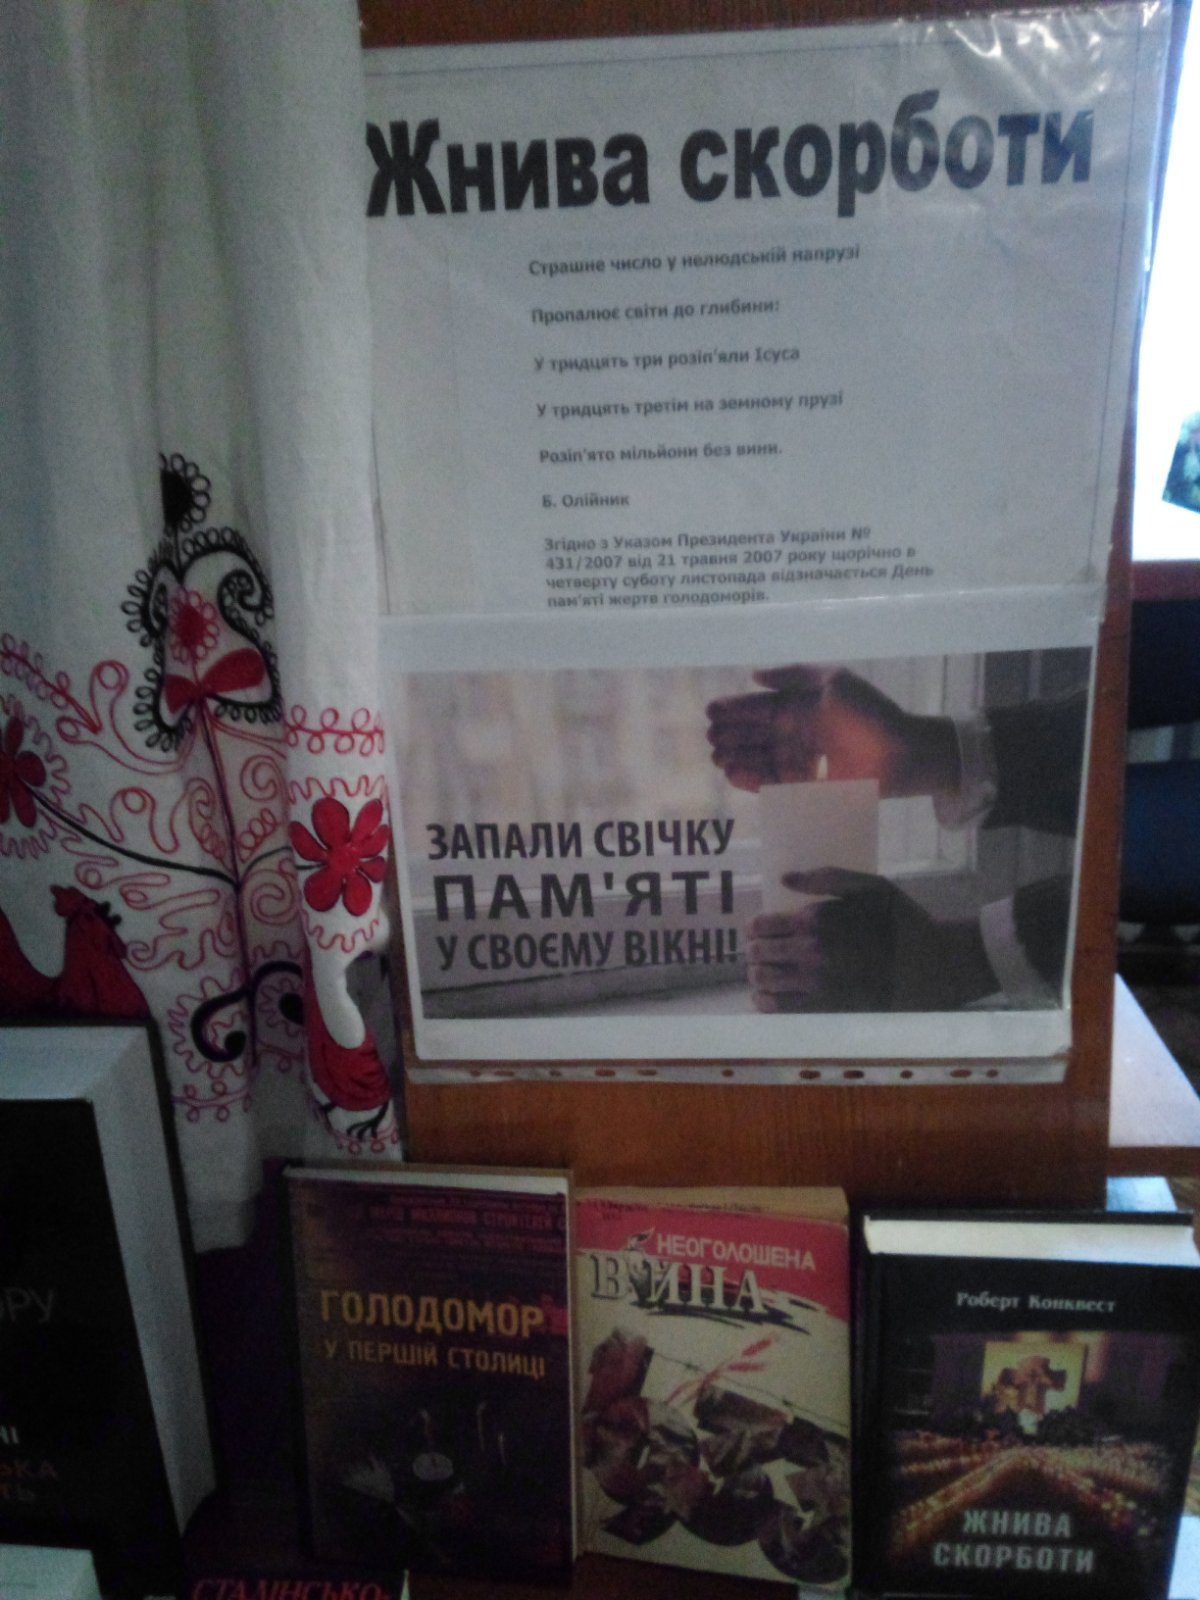 Жнива скорботи
Страшне число у нелюдській напрузі
Пропалює світи до глибини:
У тридцять три розіп'яли Ісуса
У тридцять третім на земному прузі
Розіп'ято мільйони без вини.
Б. Олійник
Згідно з Указом Президента України №
431/2007 від 21 травня 2007 року щорічно в
четверту суботу листопада відзначається День
пам'яті жертв голодоморів.
ЗАПАЛИ СВІЧКУ
ПАМ'ЯТІ
У СВОЄМУ ВІКНІ!
ГОЛОДОМОР
У ПЕРШІЙ СТОЛИЦІ
НЕОГОЛОШЕНА
ВІЙНА
Роберт Конквест
ЖНИВА
СКОРБОТИ
СТАЛІНСЬКО-